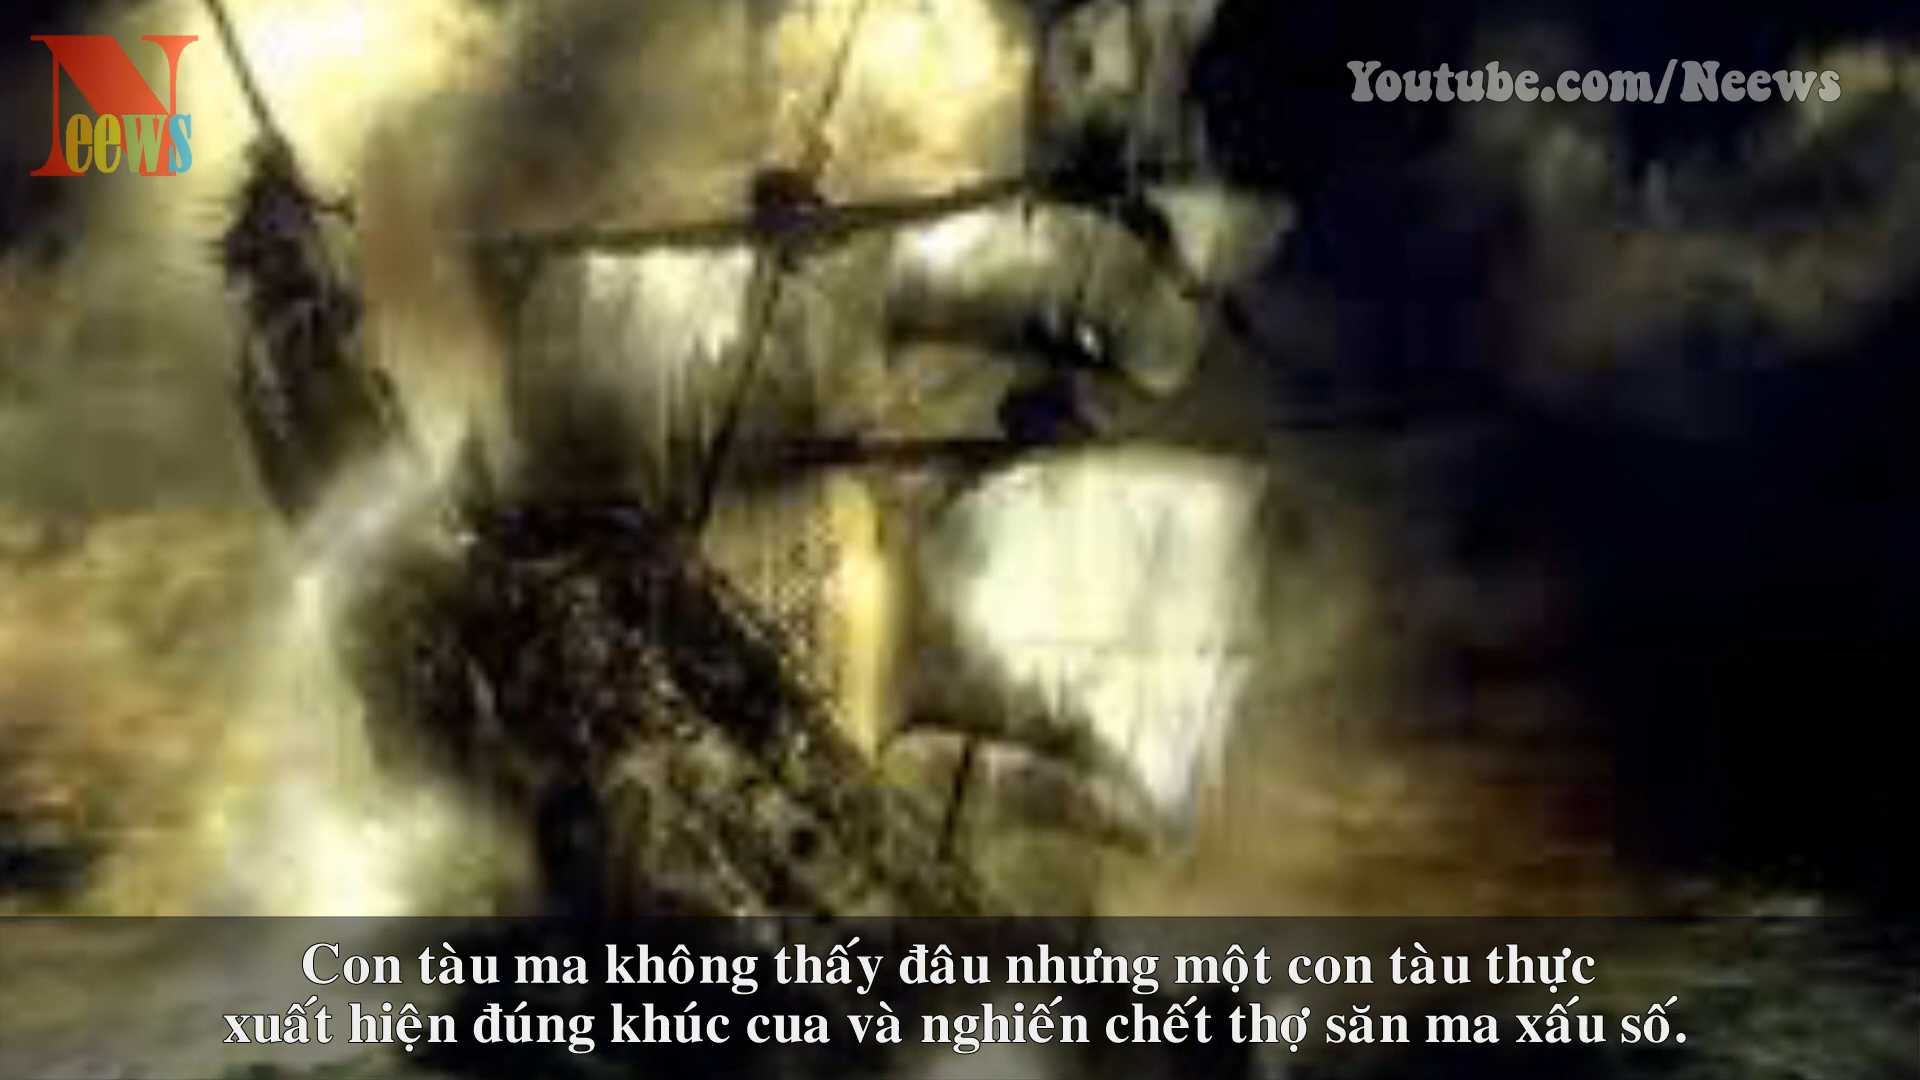 Neews
Youtube.com/Neews
Con tàu ma không thấy đâu nhưng một con tàu thực
xuất hiện đúng khúc cua và nghiến chết thợ săn ma xấu số.